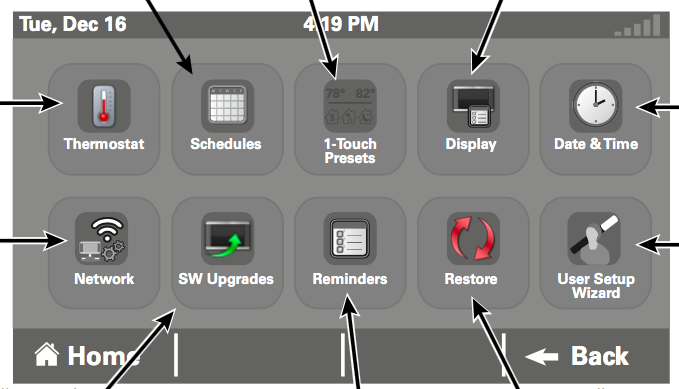 Tue, Dec 16 4:19 PM
78° 82°
Thermostat Schedules 1-Touch Presets Display Date & Time
Network SW Upgrades Reminders Restore User Setup Wizard
Home Back